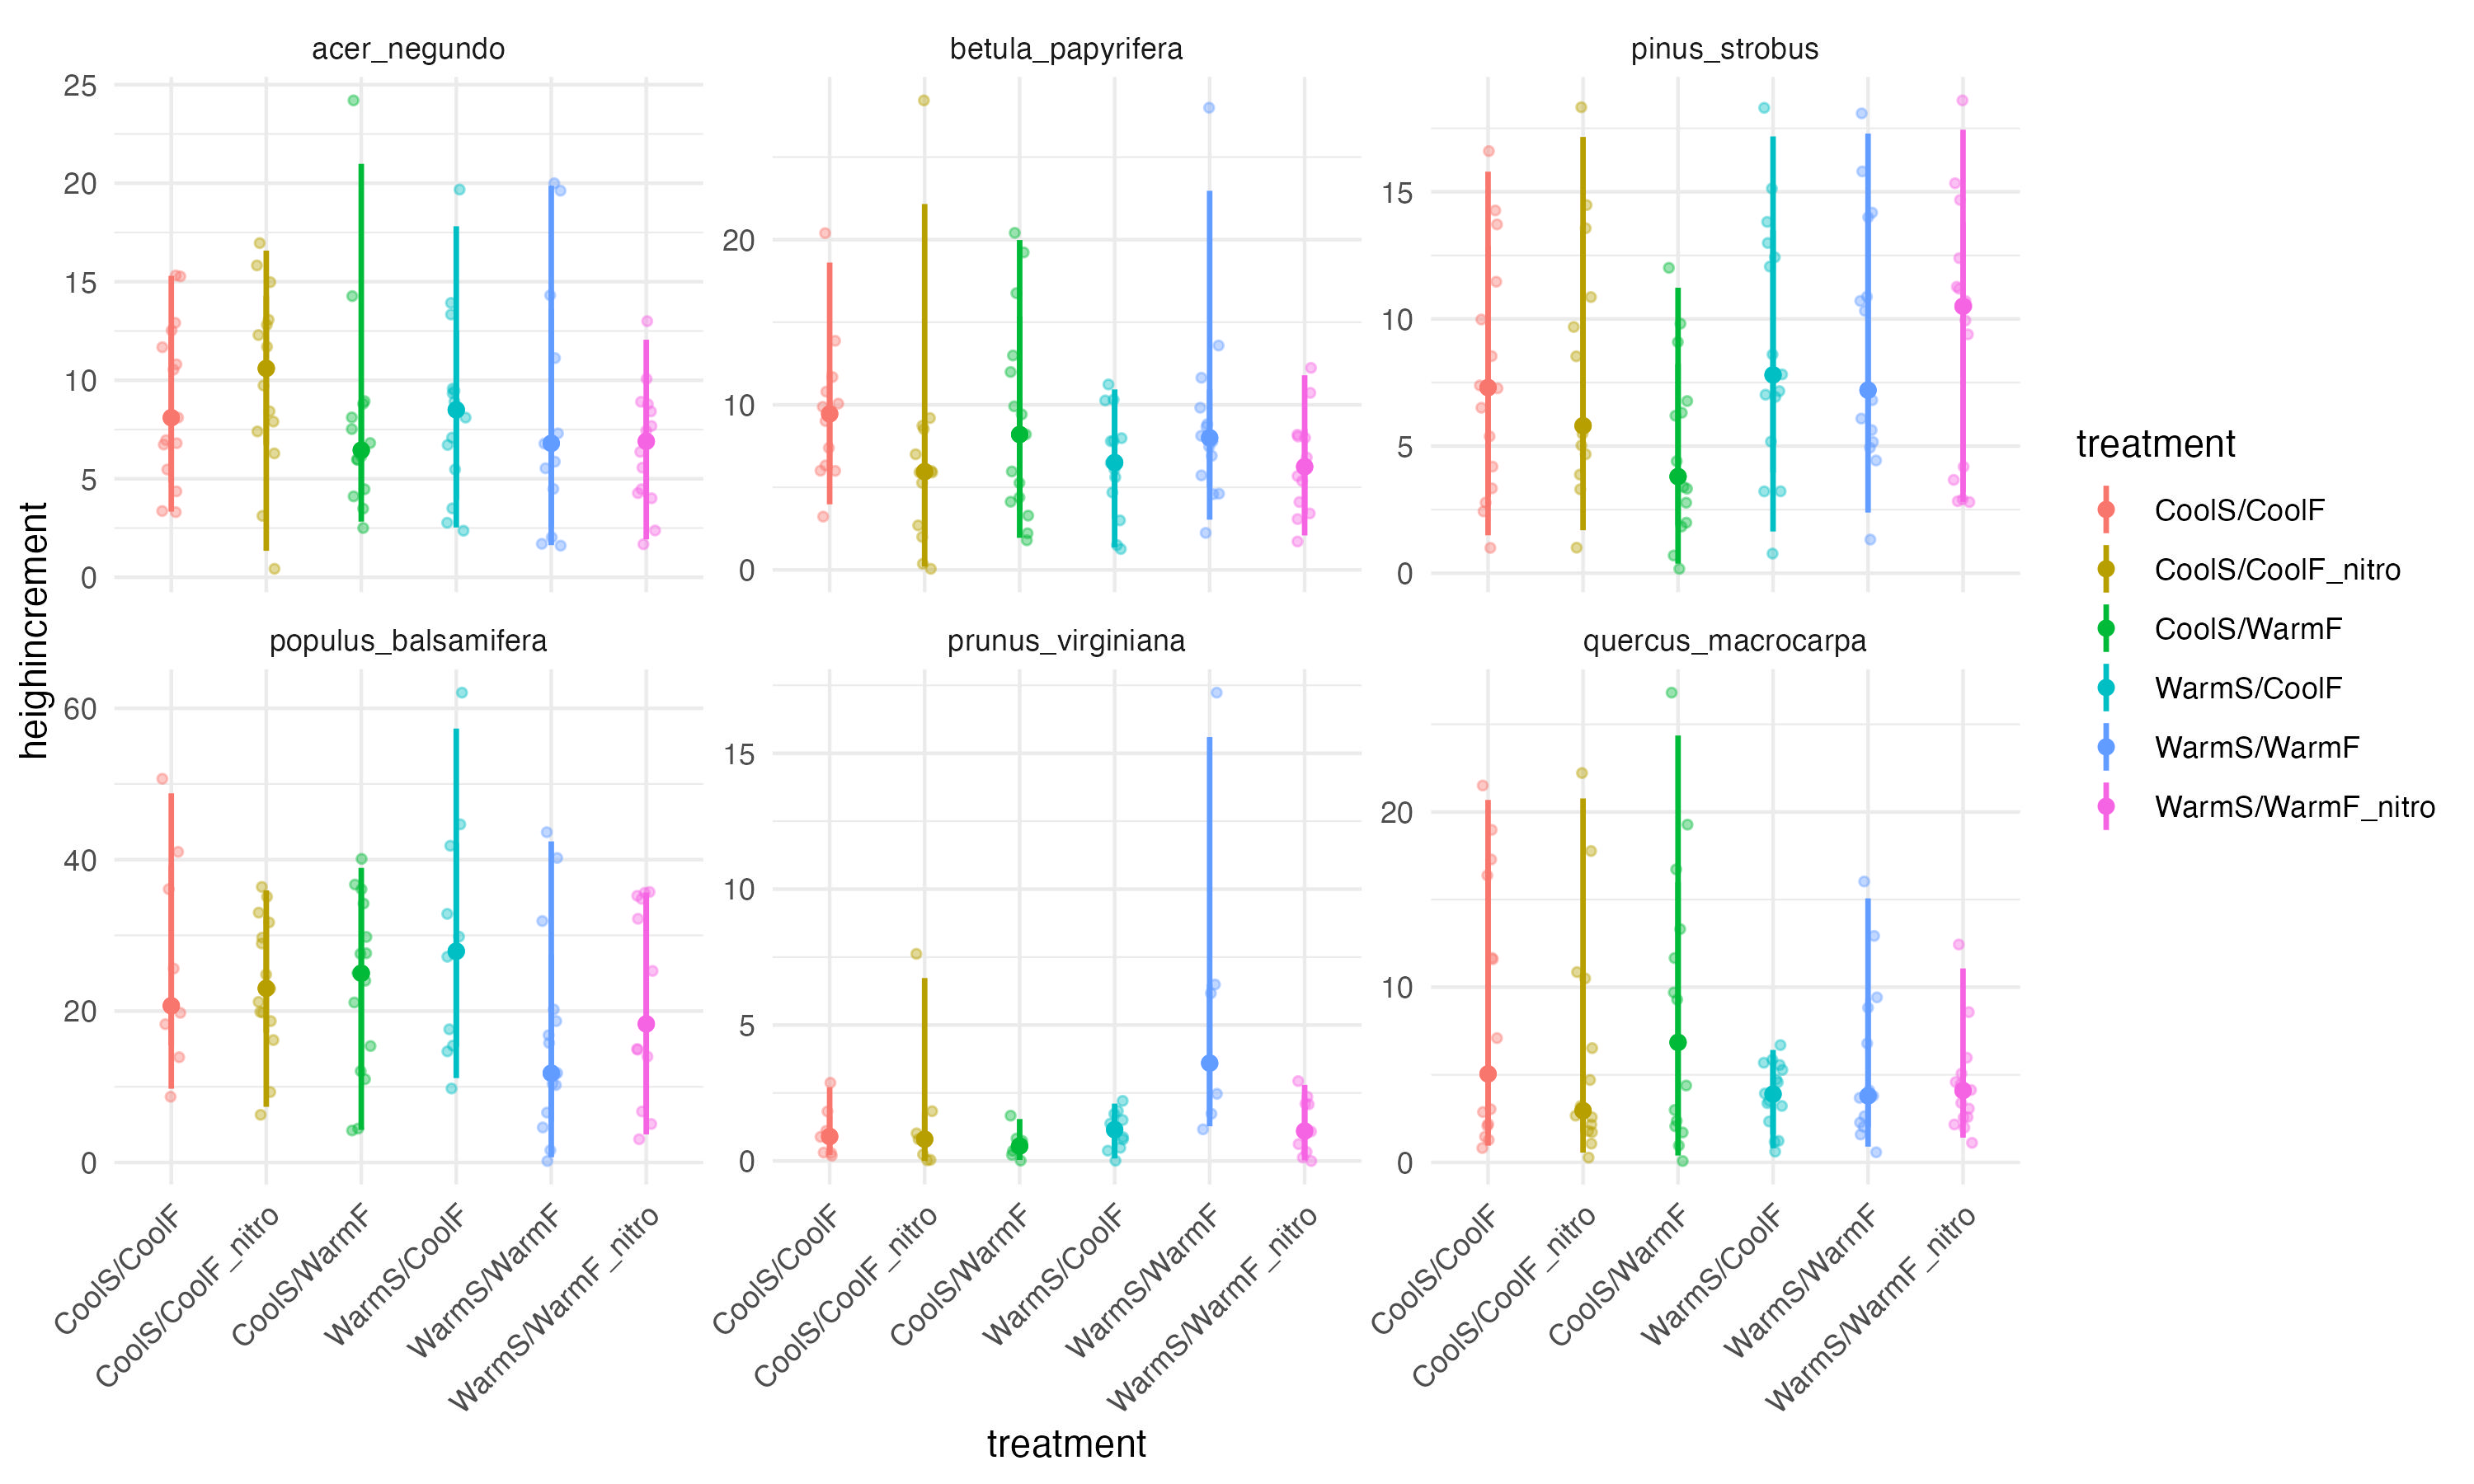 acer_negundo
betula_papyrifera
pinus_strobus
25
20
15
10
5
0
20
10
0
15
10
5
0
heighincrement
populus_balsamifera
prunus_virginiana
quercus_macrocarpa
60
40
20
0
15
10
5
0
20
10
0
CoolS/CoolF
CoolS/CoolF_nitro
CoolS/WarmF
WarmS/CoolF
WarmS/WarmF
WarmS/WarmF_nitro
CoolS/CoolF
CoolS/CoolF_nitro
CoolS/WarmF
WarmS/CoolF
WarmS/WarmF
WarmS/WarmF_nitro
CoolS/CoolF
CoolS/CoolF_nitro
CoolS/WarmF
WarmS/CoolF
WarmS/WarmF
WarmS/WarmF_nitro
treatment
treatment
CoolS/CoolF
CoolS/CoolF_nitro
CoolS/WarmF
WarmS/CoolF
WarmS/WarmF
WarmS/WarmF_nitro